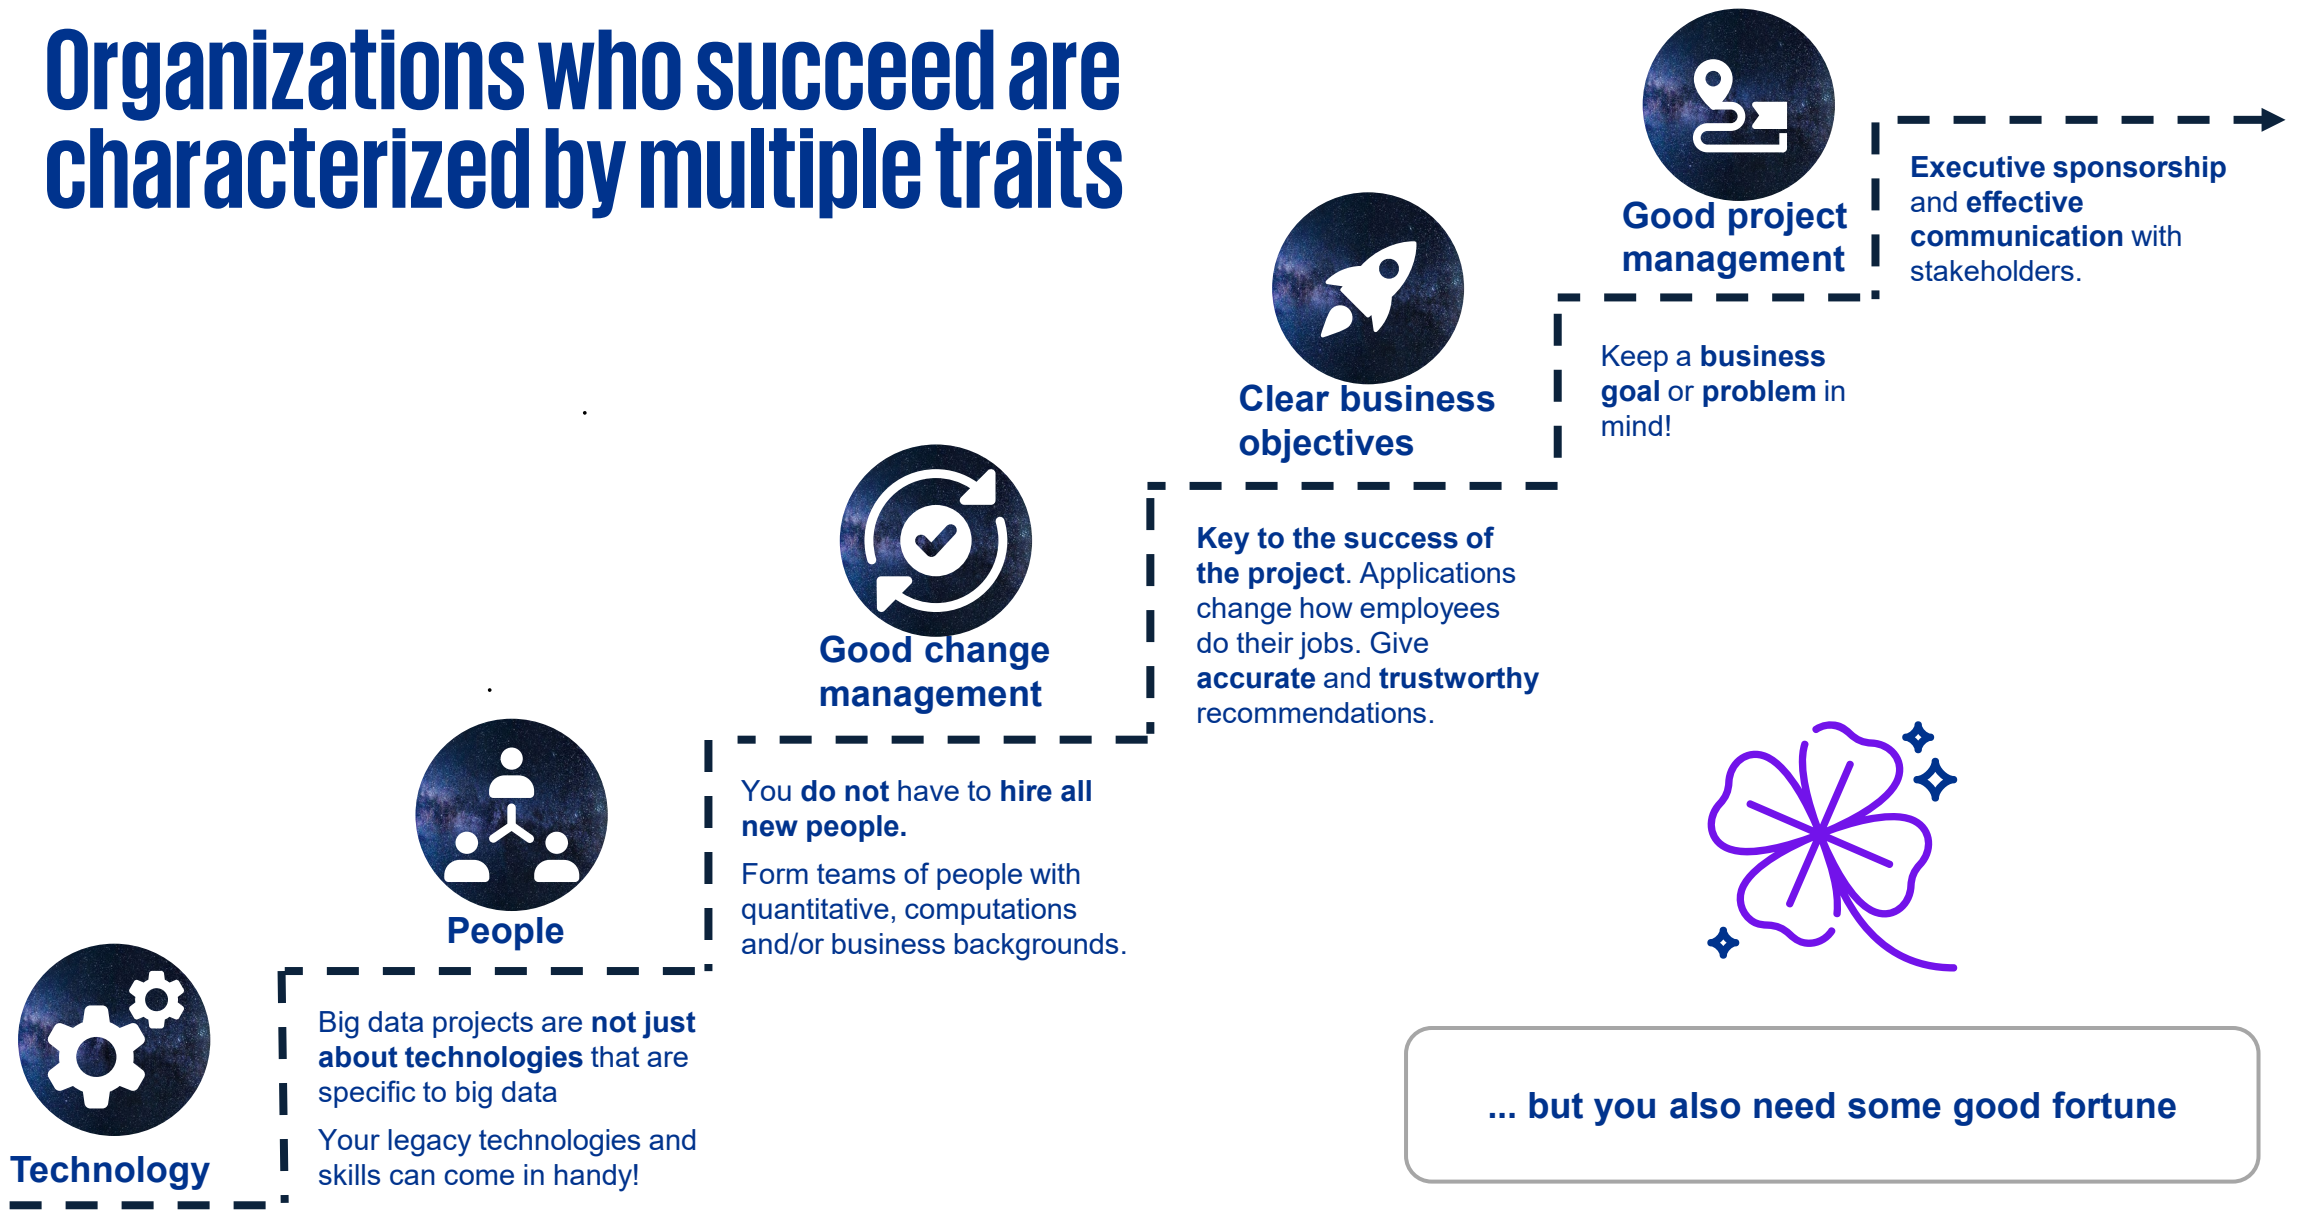 Organizations who succeed are
characterized by multiple traits
Technology
Big data projects are not just
about technologies that are
specific to big data
Your legacy technologies and
skills can come in handy!
People
You do not have to hire all
new people.
Form teams of people with
quantitative, computations
and/or business backgrounds.
Good change
management
Key to the success of
the project. Applications
change how employees
do their jobs. Give
accurate and trustworthy
recommendations.
Clear business
objectives
Keep a business
goal or problem in
mind!
Good project
management
Executive sponsorship
and effective
communication with
stakeholders.
... but you also need some good fortune